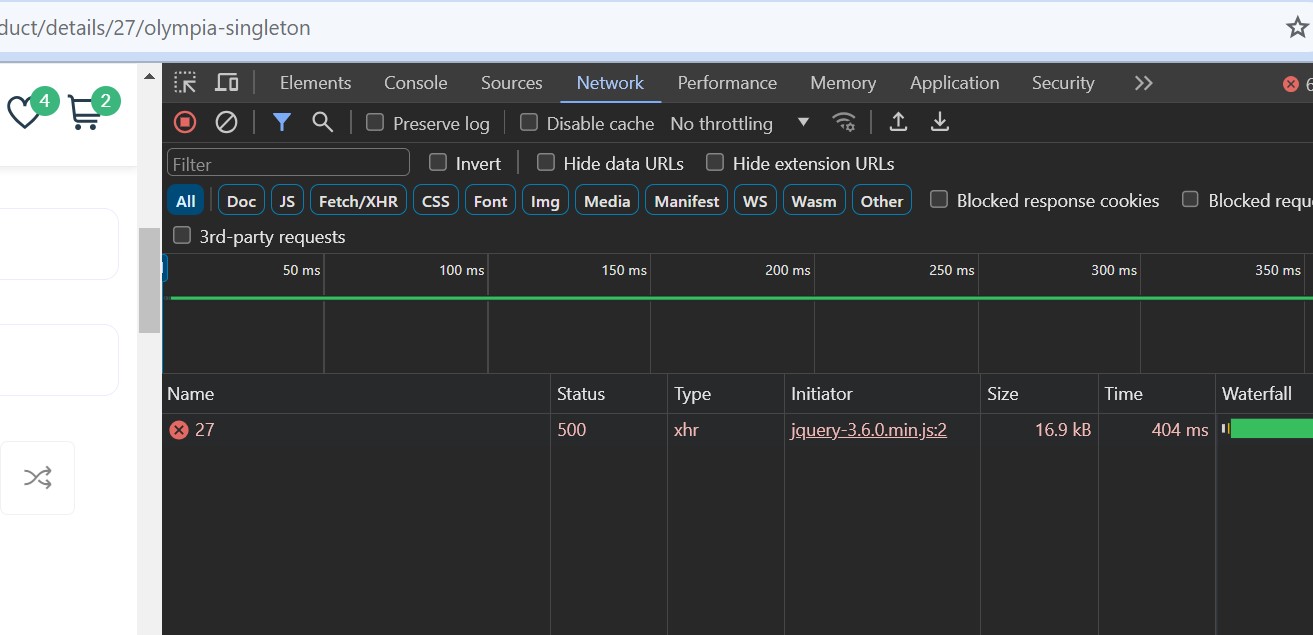 duct/details/27/olympia-singleton
4 2
Elements Console Sources Network Performance Memory Application Security 6
Preserve log Disable cache No throttling
Filter Invert Hide data URLs Hide extension URLs
All Doc JS Fetch/XHR CSS Font Img Media Manifest WS Wasm Other Blocked response cookies Blocked requ
3rd-party requests
50 ms 100 ms 150 ms 200 ms 250 ms 300 ms 350 ms
Name Status Type Initiator Size Time Waterfall
27 500 xhr jquery-3.6.0.min.js:2 16.9 kB 404 ms